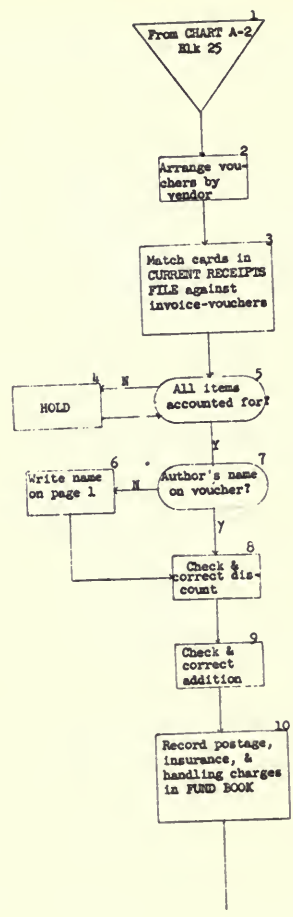 1
From CHART A-2
Blk 25
2
Arrange vou-
chers by
vendor
3
Match cards in
CURRENT RECEIPTS
FILE against
invoice-vouchers
4
HOLD
N
5
All items
accounted for?
Y
6
Write name
on page 1
N
7
Author's name
on voucher?
Y
8
Check &
correct dis-
count
9
Check &
correct
addition
10
Record postage,
insurance, &
handling charges
in FUND BOOK